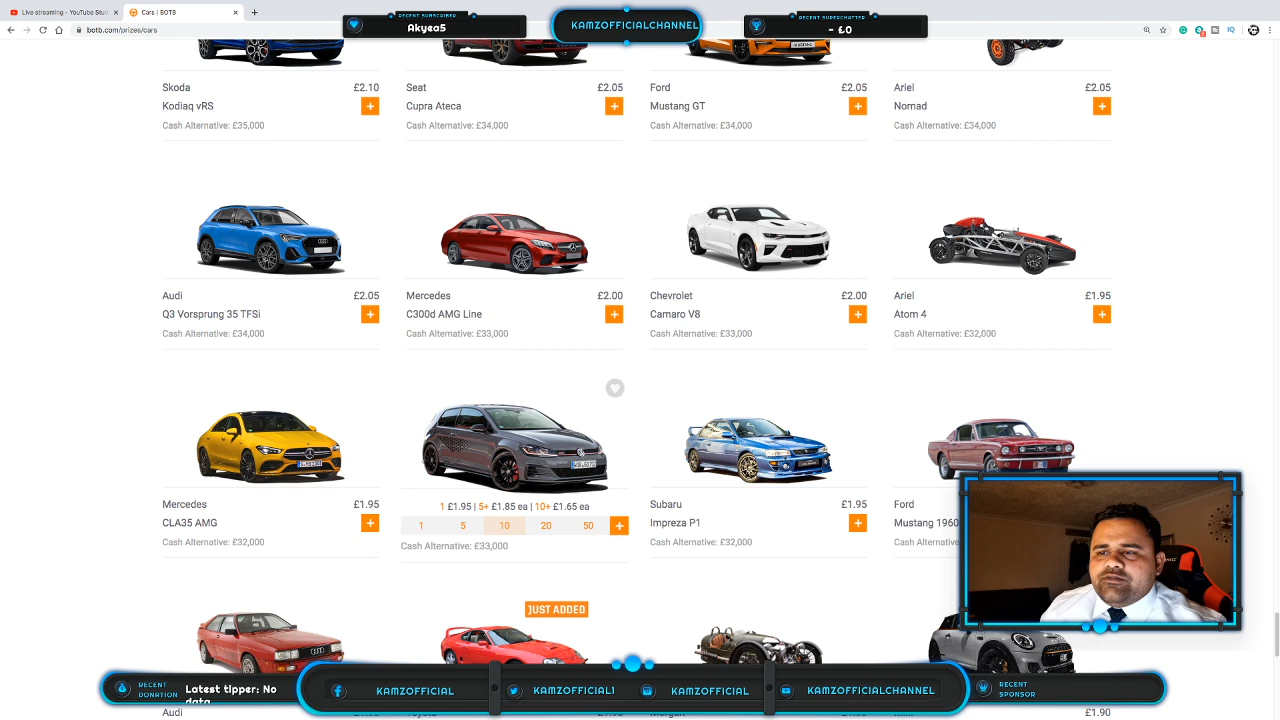 Live streaming - YouTube Stud
Cars | BOTB
botb.com/prizes/cars
RECENT SUBSCRIBER
Akyea5
KAMZOFFICIALCHANNEL
RECENT SUPERCHATTER
- £0
Skoda £2.10
Kodiaq vRS +
Cash Alternative: £35,000
Seat £2.05
Cupra Ateca +
Cash Alternative: £34,000
Ford £2.05
Mustang GT +
Cash Alternative: £34,000
Ariel £2.05
Nomad +
Cash Alternative: £34,000
Audi £2.05
Q3 Vorsprung 35 TFSi +
Cash Alternative: £34,000
Mercedes £2.00
C300d AMG Line +
Cash Alternative: £33,000
Chevrolet £2.00
Camaro V8 +
Cash Alternative: £33,000
Ariel £1.95
Atom 4 +
Cash Alternative: £32,000
Mercedes £1.95
CLA35 AMG +
Cash Alternative: £32,000
1 £1.95 | 5+ £1.85 ea | 10+ £1.65 ea
1 5 10 20 50 +
Cash Alternative: £33,000
Subaru £1.95
Impreza P1 +
Cash Alternative: £32,000
Ford
Mustang 1960
Cash Alternative: £32,000
JUST ADDED
RECENT DONATION
Latest tipper: No
data
KAMZOFFICIAL
KAMZOFFICIAL1
KAMZOFFICIAL
KAMZOFFICIALCHANNEL
RECENT SPONSOR
Audi
£1.90